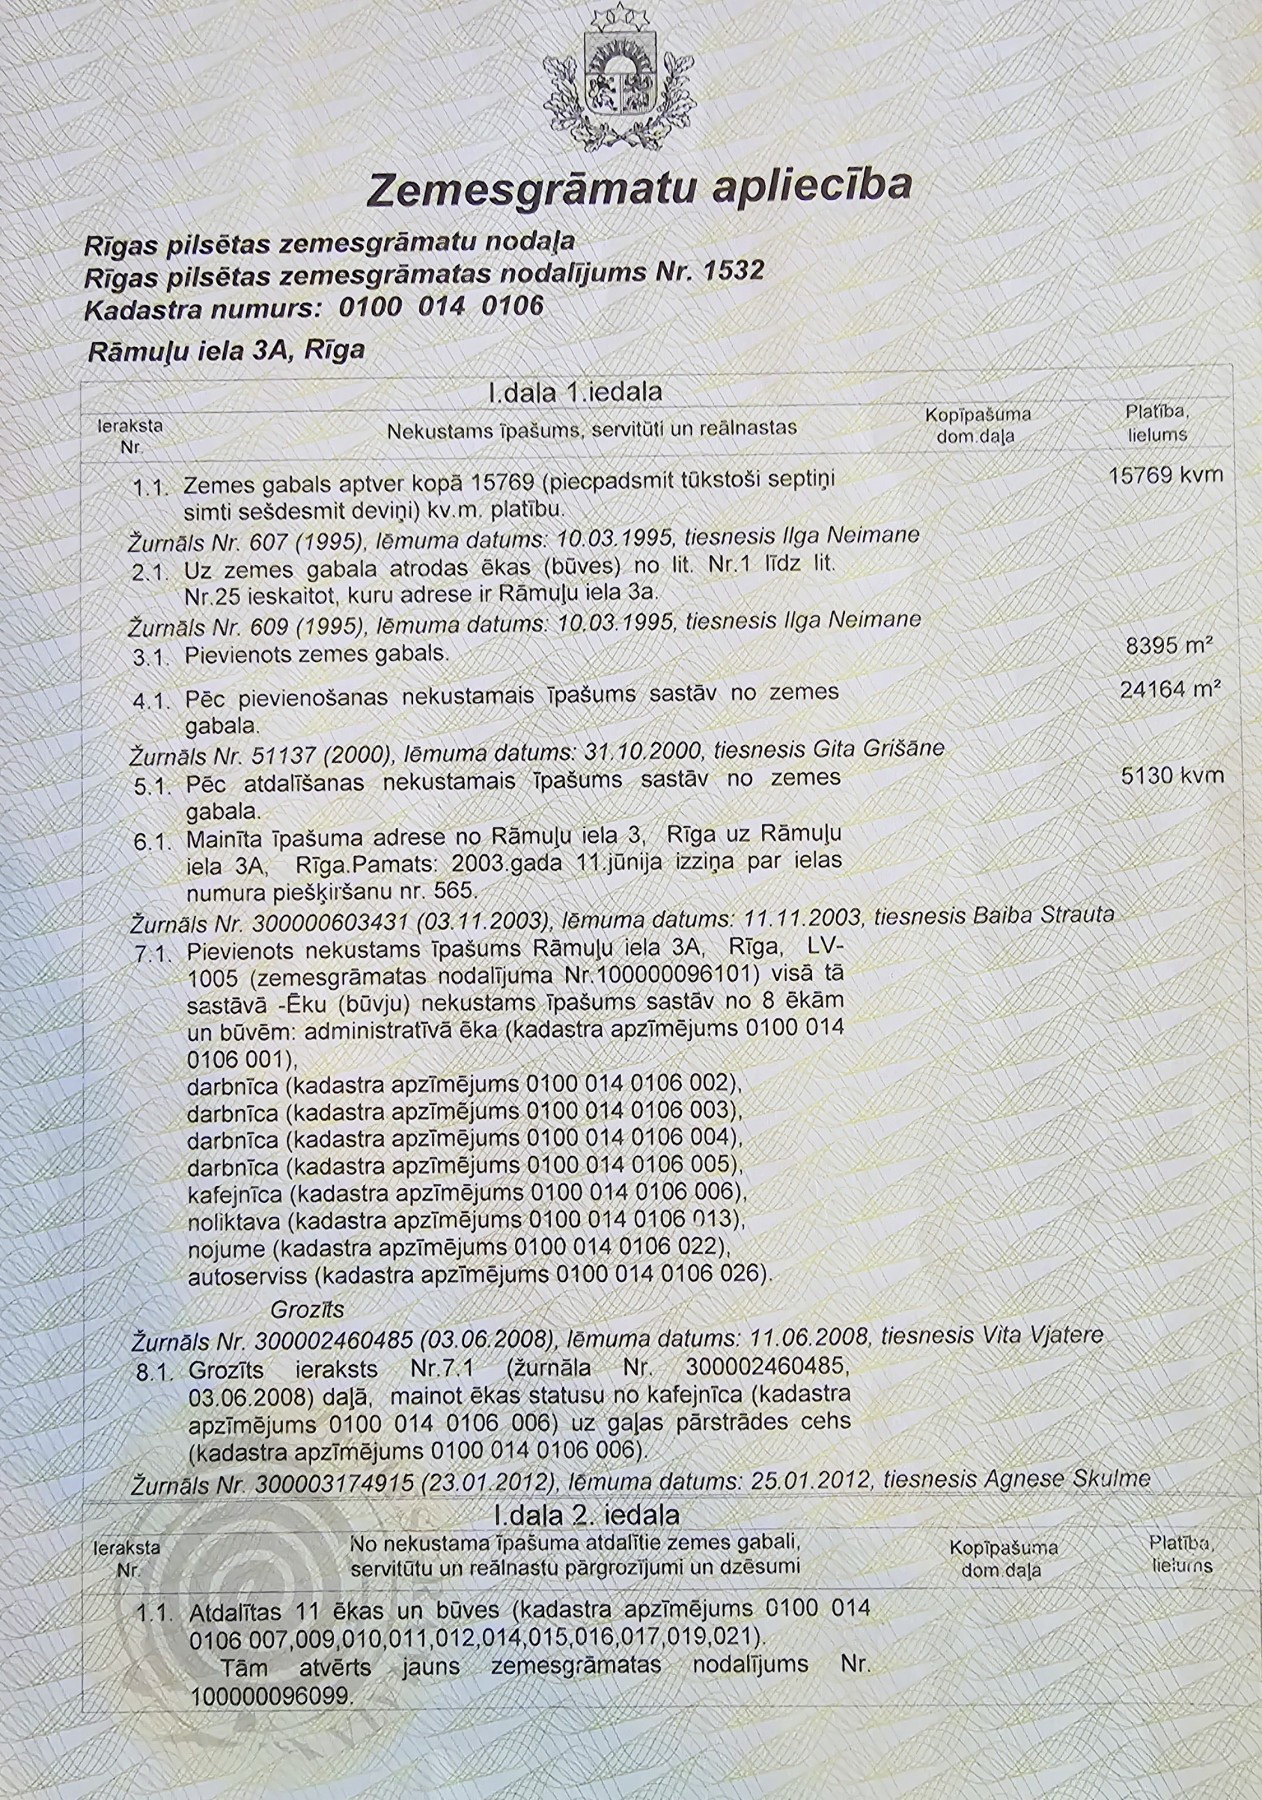 Zemesgrāmatu apliecība
Rīgas pilsētas zemesgrāmatu nodaļa
Rīgas pilsētas zemesgrāmatas nodalījums Nr. 1532
Kadastra numurs: 0100 014 0106
Rāmuļu iela 3A, Rīga
I.daļa 1.iedaļa
Ieraksta Nr. Nekustams īpašums, servitūti un reālnastas Kopīpašuma dom.daļa Platība, lielums
1.1. Zemes gabals aptver kopā 15769 (piecpadsmit tūkstoši septiņi 15769 kvm
simti sešdesmit deviņi) kv.m. platību.
Žurnāls Nr. 607 (1995), lēmuma datums: 10.03.1995, tiesnesis Ilga Neimane
2.1. Uz zemes gabala atrodas ēkas (būves) no lit. Nr.1 līdz lit.
Nr.25 ieskaitot, kuru adrese ir Rāmuļu iela 3a.
Žurnāls Nr. 609 (1995), lēmuma datums: 10.03.1995, tiesnesis Ilga Neimane
3.1. Pievienots zemes gabals. 8395 m²
4.1. Pēc pievienošanas nekustamais īpašums sastāv no zemes 24164 m²
gabala.
Žurnāls Nr. 51137 (2000), lēmuma datums: 31.10.2000, tiesnesis Gita Grišāne
5.1. Pēc atdalīšanas nekustamais īpašums sastāv no zemes 5130 kvm
gabala.
6.1. Mainīta īpašuma adrese no Rāmuļu iela 3, Rīga uz Rāmuļu
iela 3A, Rīga.Pamats: 2003.gada 11.jūnija izziņa par ielas
numura piešķiršanu nr. 565.
Žurnāls Nr. 300000603431 (03.11.2003), lēmuma datums: 11.11.2003, tiesnesis Baiba Strauta
7.1. Pievienots nekustams īpašums Rāmuļu iela 3A, Rīga, LV-
1005 (zemesgrāmatas nodalījuma Nr.100000096101) visā tā
sastāvā -Ēku (būvju) nekustams īpašums sastāv no 8 ēkām
un būvēm: administratīvā ēka (kadastra apzīmējums 0100 014
0106 001),
darbnīca (kadastra apzīmējums 0100 014 0106 002),
darbnīca (kadastra apzīmējums 0100 014 0106 003),
darbnīca (kadastra apzīmējums 0100 014 0106 004),
darbnīca (kadastra apzīmējums 0100 014 0106 005),
kafejnīca (kadastra apzīmējums 0100 014 0106 006),
noliktava (kadastra apzīmējums 0100 014 0106 013),
nojume (kadastra apzīmējums 0100 014 0106 022),
autoserviss (kadastra apzīmējums 0100 014 0106 026).
Grozīts
Žurnāls Nr. 300002460485 (03.06.2008), lēmuma datums: 11.06.2008, tiesnesis Vita Vjatere
8.1. Grozīts ieraksts Nr.7.1 (žurnāla Nr. 300002460485,
03.06.2008) daļā, mainot ēkas statusu no kafejnīca (kadastra
apzīmējums 0100 014 0106 006) uz gaļas pārstrādes cehs
(kadastra apzīmējums 0100 014 0106 006).
Žurnāls Nr. 300003174915 (23.01.2012), lēmuma datums: 25.01.2012, tiesnesis Agnese Skulme
I.daļa 2. iedaļa
Ieraksta Nr. No nekustama īpašuma atdalītie zemes gabali, servitūtu un reālnastu pārgrozījumi un dzēsumi Kopīpašuma dom.daļa Platība, lielums
1.1. Atdalītas 11 ēkas un būves (kadastra apzīmējums 0100 014
0106 007,009,010,011,012,014,015,016,017,019,021).
Tām atvērts jauns zemesgrāmatas nodalījums Nr.
100000096099.